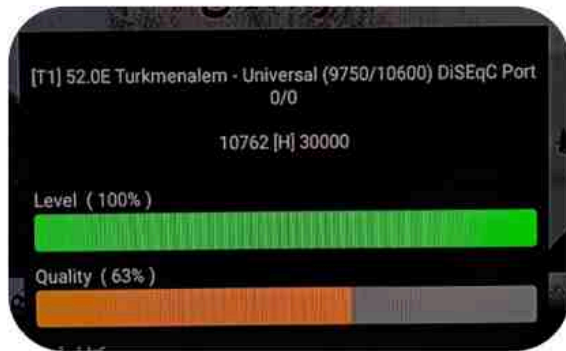 [T1] 52.0E Turkmenalem - Universal (9750/10600) DiSEqC Port
0/0
10762 [H] 30000
Level ( 100% )
Quality ( 63% )